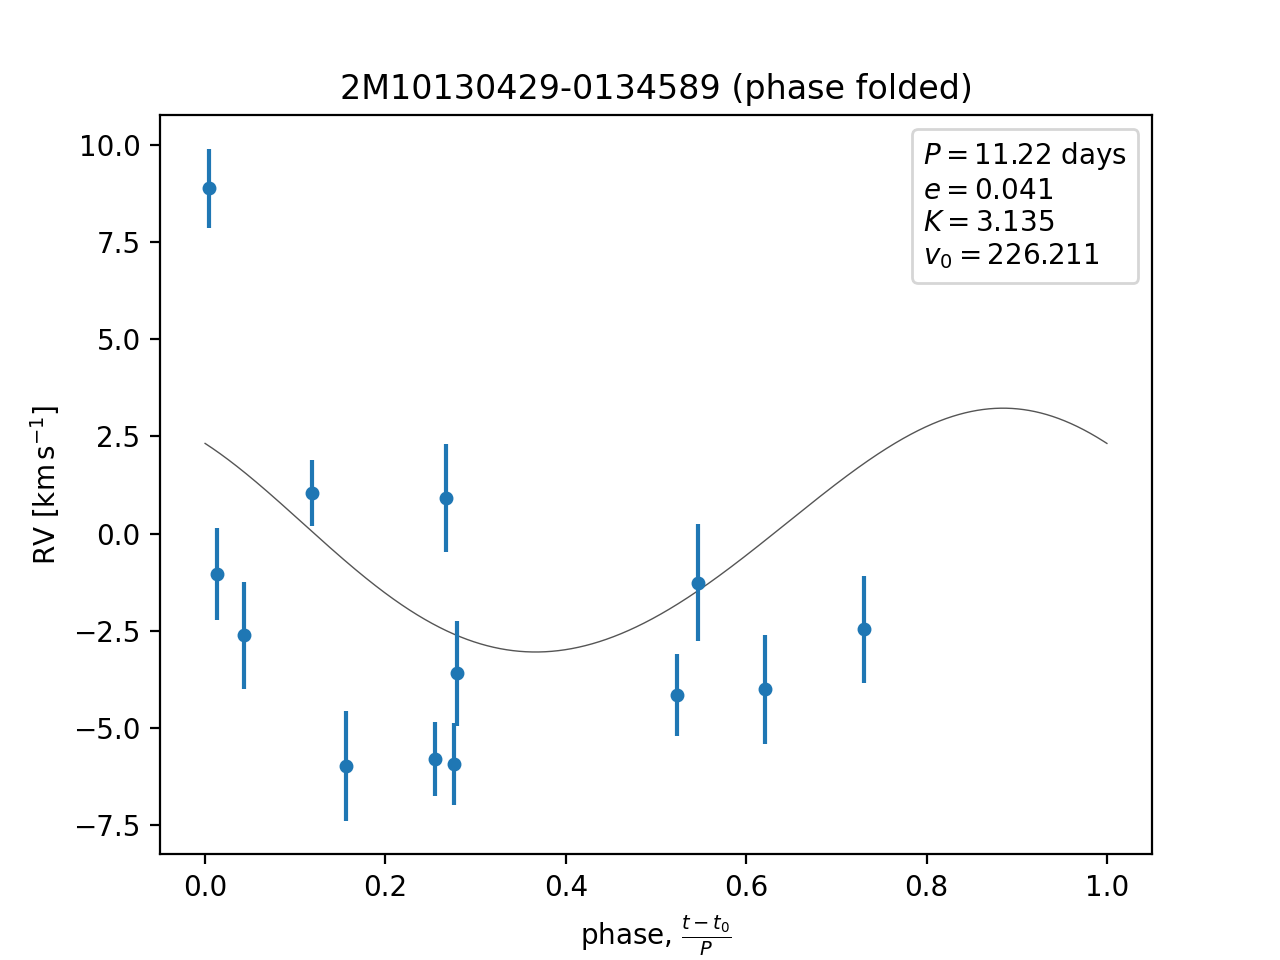 2M10130429-0134589 (phase folded)
P = 11.22 days
e = 0.041
K = 3.135
v₀ = 226.211
10.0
7.5
5.0
2.5
0.0
−2.5
−5.0
−7.5
RV [km s⁻¹]
0.0 0.2 0.4 0.6 0.8 1.0
phase, (t − t₀)/P